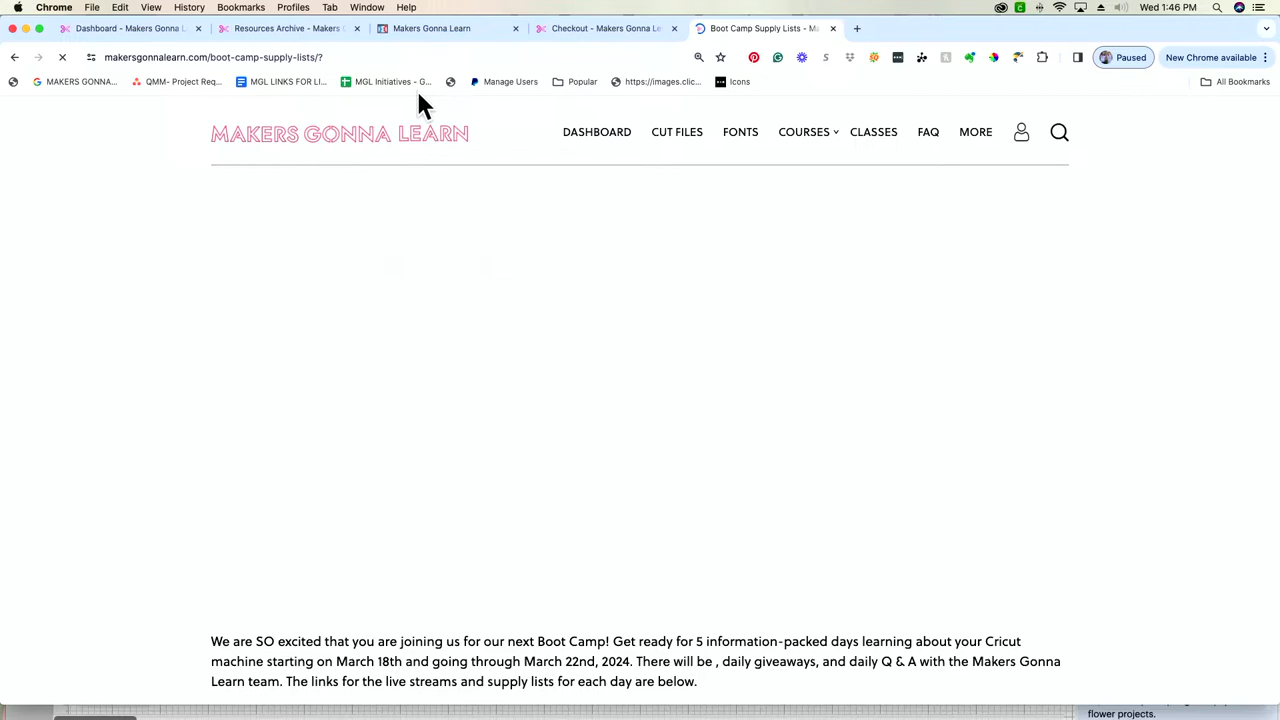 Chrome File Edit View History Bookmarks Profiles Tab Window Help Wed 1:46 PM
Dashboard - Makers Gonna L Resources Archive - Makers G Makers Gonna Learn Checkout - Makers Gonna Le Boot Camp Supply Lists - Ma
makersgonnalearn.com/boot-camp-supply-lists/? Paused New Chrome available
MAKERS GONNA... QMM- Project Req... MGL LINKS FOR LI... MGL Initiatives - G... Manage Users Popular https://images.clic... Icons All Bookmarks
MAKERS GONNA LEARN DASHBOARD CUT FILES FONTS COURSES CLASSES FAQ MORE
We are SO excited that you are joining us for our next Boot Camp! Get ready for 5 information-packed days learning about your Cricut
machine starting on March 18th and going through March 22nd, 2024. There will be , daily giveaways, and daily Q & A with the Makers Gonna
Learn team. The links for the live streams and supply lists for each day are below.
flower projects.